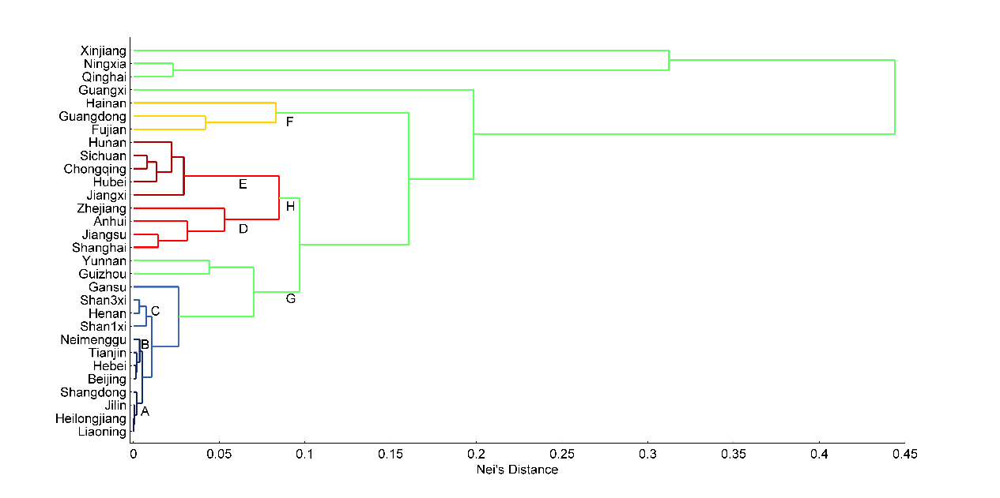 Xinjiang
Ningxia
Qinghai
Guangxi
Hainan
Guangdong
F
Fujian
Hunan
Sichuan
Chongqing
Hubei
E
Jiangxi
H
Zhejiang
Anhui
D
Jiangsu
Shanghai
Yunnan
Guizhou
Gansu
G
Shan3xi
Henan
C
Shan1xi
Neimenggu
B
Tianjin
Hebei
Beijing
Shangdong
Jilin
A
Heilongjiang
Liaoning
0 0.05 0.1 0.15 0.2 0.25 0.3 0.35 0.4 0.45
Nei's Distance